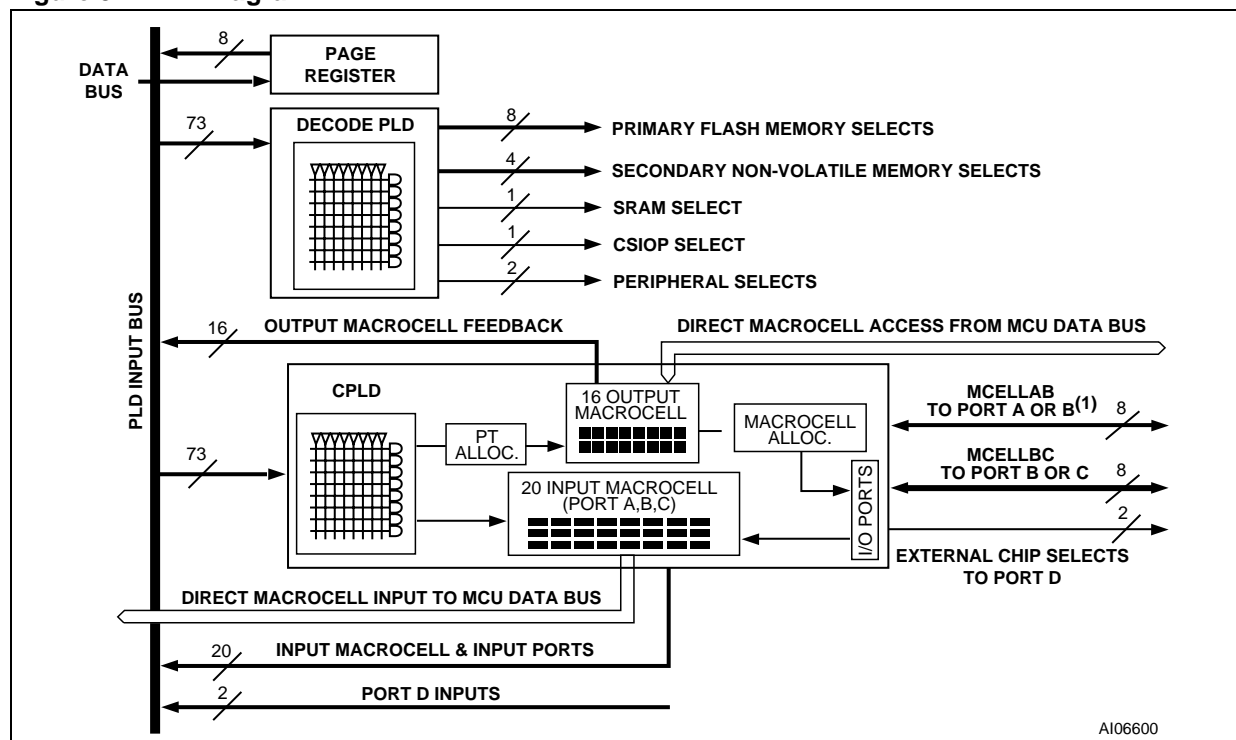 8
PAGE
REGISTER
DATA
BUS
73
DECODE PLD
8
PRIMARY FLASH MEMORY SELECTS
4
SECONDARY NON-VOLATILE MEMORY SELECTS
1
SRAM SELECT
1
CSIOP SELECT
2
PERIPHERAL SELECTS
PLD INPUT BUS
16
OUTPUT MACROCELL FEEDBACK
DIRECT MACROCELL ACCESS FROM MCU DATA BUS
CPLD
73
PT
ALLOC.
16 OUTPUT
MACROCELL
MACROCELL
ALLOC.
20 INPUT MACROCELL
(PORT A,B,C)
I/O PORTS
MCELLAB
TO PORT A OR B(1)
8
MCELLBC
TO PORT B OR C
8
2
EXTERNAL CHIP SELECTS
TO PORT D
DIRECT MACROCELL INPUT TO MCU DATA BUS
20
INPUT MACROCELL & INPUT PORTS
2
PORT D INPUTS
AI06600